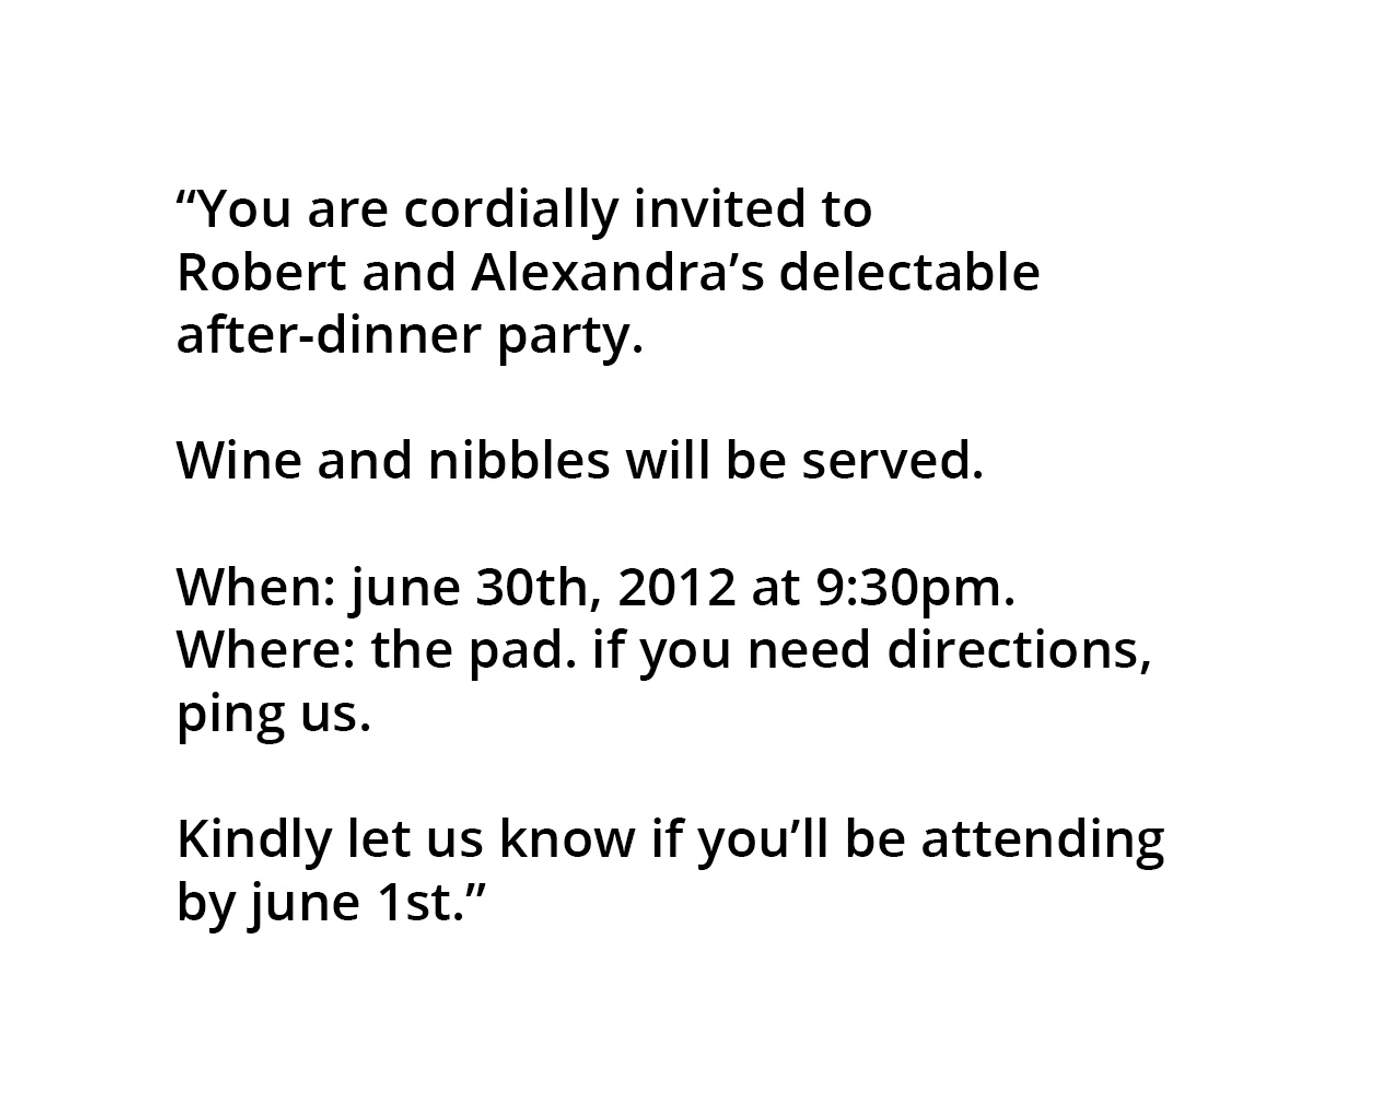 “You are cordially invited to
Robert and Alexandra’s delectable
after-dinner party.
Wine and nibbles will be served.
When: june 30th, 2012 at 9:30pm.
Where: the pad. if you need directions,
ping us.
Kindly let us know if you’ll be attending
by june 1st.”